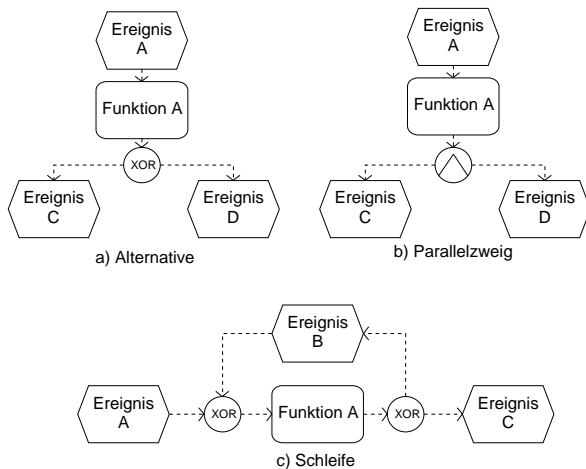 Ereignis
A
Funktion A
XOR
Ereignis
C
Ereignis
D
a) Alternative
Ereignis
A
Funktion A
Ereignis
C
Ereignis
D
b) Parallelzweig
Ereignis
B
Ereignis
A
XOR
Funktion A
XOR
Ereignis
C
c) Schleife